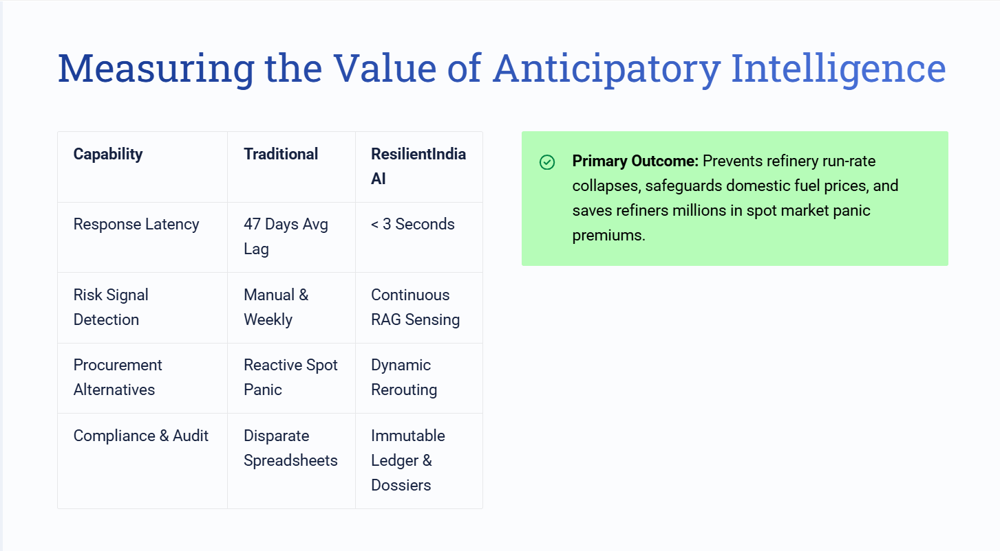 Measuring the Value of Anticipatory Intelligence
Capability
Traditional
ResilientIndia
AI
Response Latency
47 Days Avg
Lag
< 3 Seconds
Risk Signal
Detection
Manual &
Weekly
Continuous
RAG Sensing
Procurement
Alternatives
Reactive Spot
Panic
Dynamic
Rerouting
Compliance & Audit
Disparate
Spreadsheets
Immutable
Ledger &
Dossiers
Primary Outcome: Prevents refinery run-rate
collapses, safeguards domestic fuel prices, and
saves refiners millions in spot market panic
premiums.